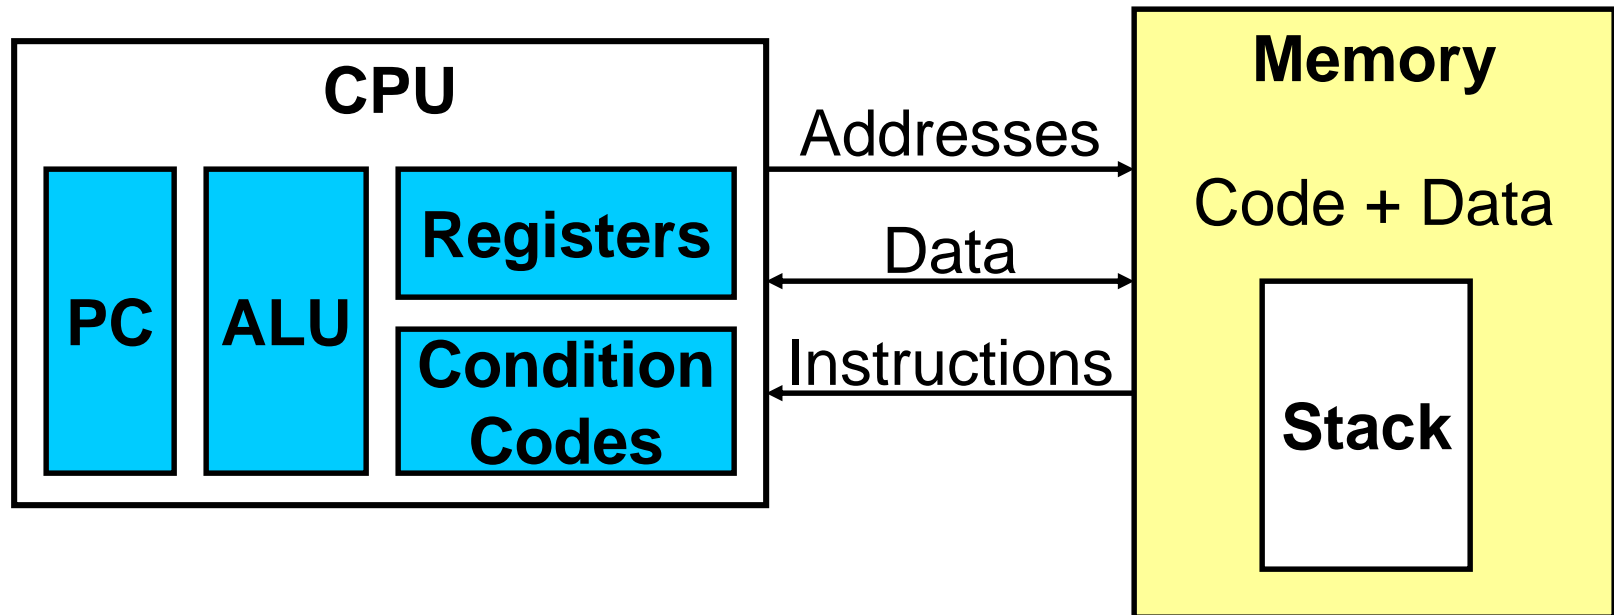 CPU
PC
ALU
Registers
Condition
Codes
Addresses
Data
Instructions
Memory
Code + Data
Stack